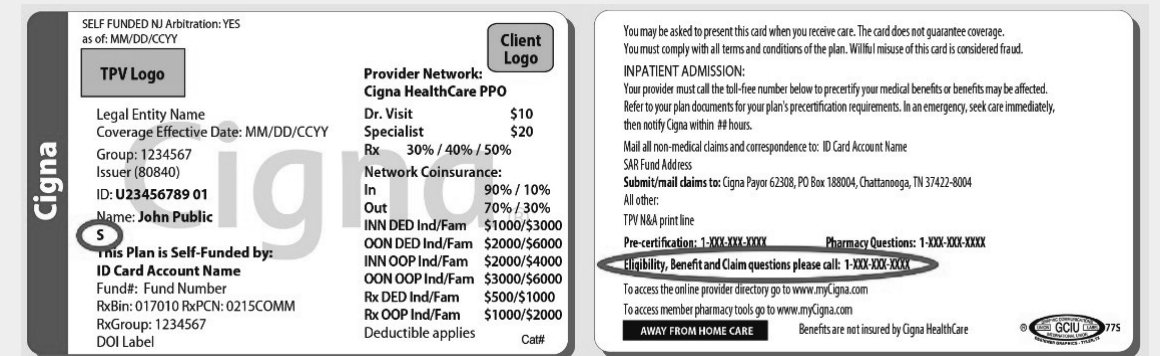 Cigna
SELF FUNDED NJ Arbitration: YES
as of: MM/DD/CCYY
TPV Logo
Client
Logo
Legal Entity Name
Coverage Effective Date: MM/DD/CCYY
Group: 1234567
Issuer (80840)
ID: U23456789 01
Name: John Public
S
This Plan is Self-Funded by:
ID Card Account Name
Fund#: Fund Number
RxBin: 017010 RxPCN: 0215COMM
RxGroup: 1234567
DOI Label
Cigna
Provider Network:
Cigna HealthCare PPO
Dr. Visit $10
Specialist $20
Rx 30% / 40% / 50%
Network Coinsurance:
In 90% / 10%
Out 70% / 30%
INN DED Ind/Fam $1000/$3000
OON DED Ind/Fam $2000/$6000
INN OOP Ind/Fam $2000/$4000
OON OOP Ind/Fam $3000/$6000
Rx DED Ind/Fam $500/$1000
Rx OOP Ind/Fam $1000/$2000
Deductible applies
Cat#
You may be asked to present this card when you receive care. The card does not guarantee coverage.
You must comply with all terms and conditions of the plan. Willful misuse of this card is considered fraud.
INPATIENT ADMISSION:
Your provider must call the toll-free number below to precertify your medical benefits or benefits may be affected.
Refer to your plan documents for your plan's precertification requirements. In an emergency, seek care immediately,
then notify Cigna within ## hours.
Mail all non-medical claims and correspondence to: ID Card Account Name
SAR Fund Address
Submit/mail claims to: Cigna Payor 62308, PO Box 188004, Chattanooga, TN 37422-8004
All other:
TPV N&A print line
Pre-certification: 1-XXX-XXX-XXXX Pharmacy Questions: 1-XXX-XXX-XXXX
Eligibility, Benefit and Claim questions please call: 1-XXX-XXX-XXXX
To access the online provider directory go to www.myCigna.com
To access member pharmacy tools go to www.myCigna.com
AWAY FROM HOME CARE
Benefits are not insured by Cigna HealthCare
® GCIU 775
UNION LABEL